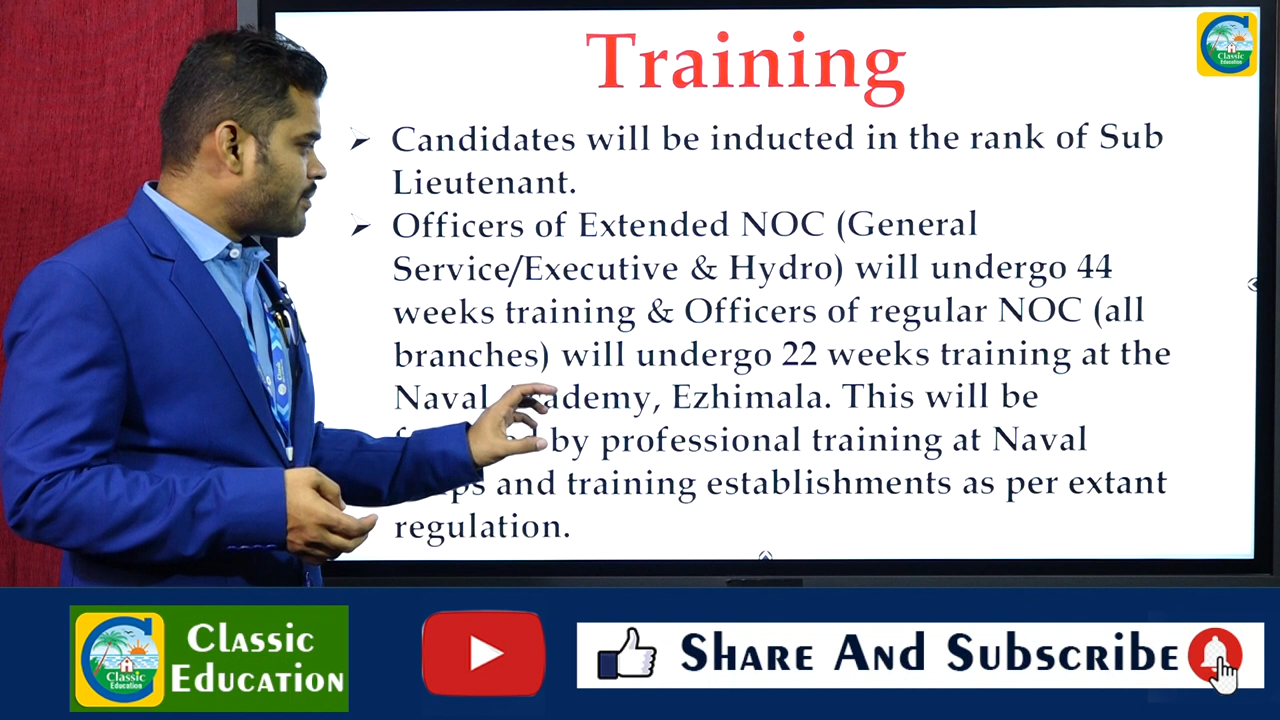 Training
Classic
Education
Candidates will be inducted in the rank of Sub
Lieutenant.
Officers of Extended NOC (General
Service/Executive & Hydro) will undergo 44
weeks training & Officers of regular NOC (all
branches) will undergo 22 weeks training at the
Naval Ezhimala. This will be
by professional training at Naval
and training establishments as per extant
regulation.
Classic
Education
Classic
Education
Share And Subscribe